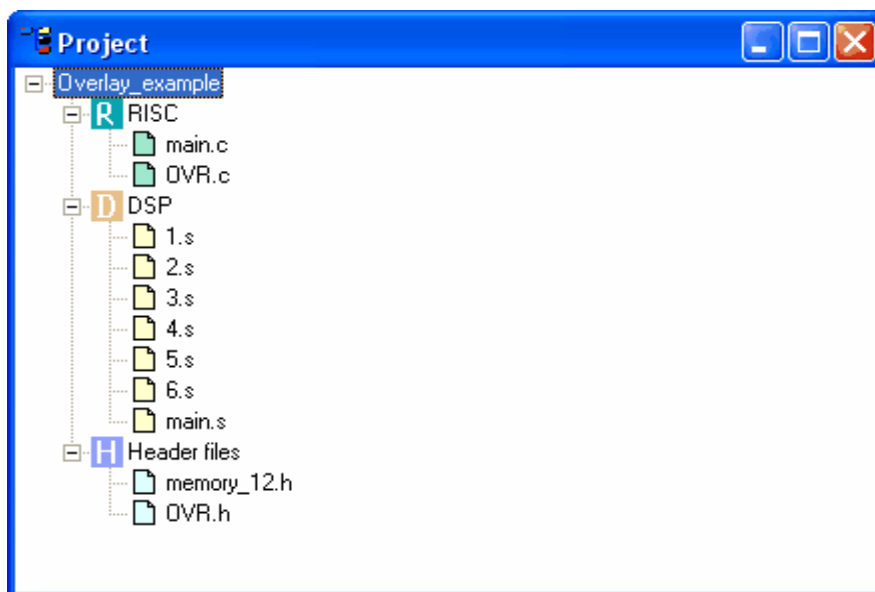 Project
Overlay_example
R RISC
main.c
OVR.c
D DSP
1.s
2.s
3.s
4.s
5.s
6.s
main.s
H Header files
memory_12.h
OVR.h